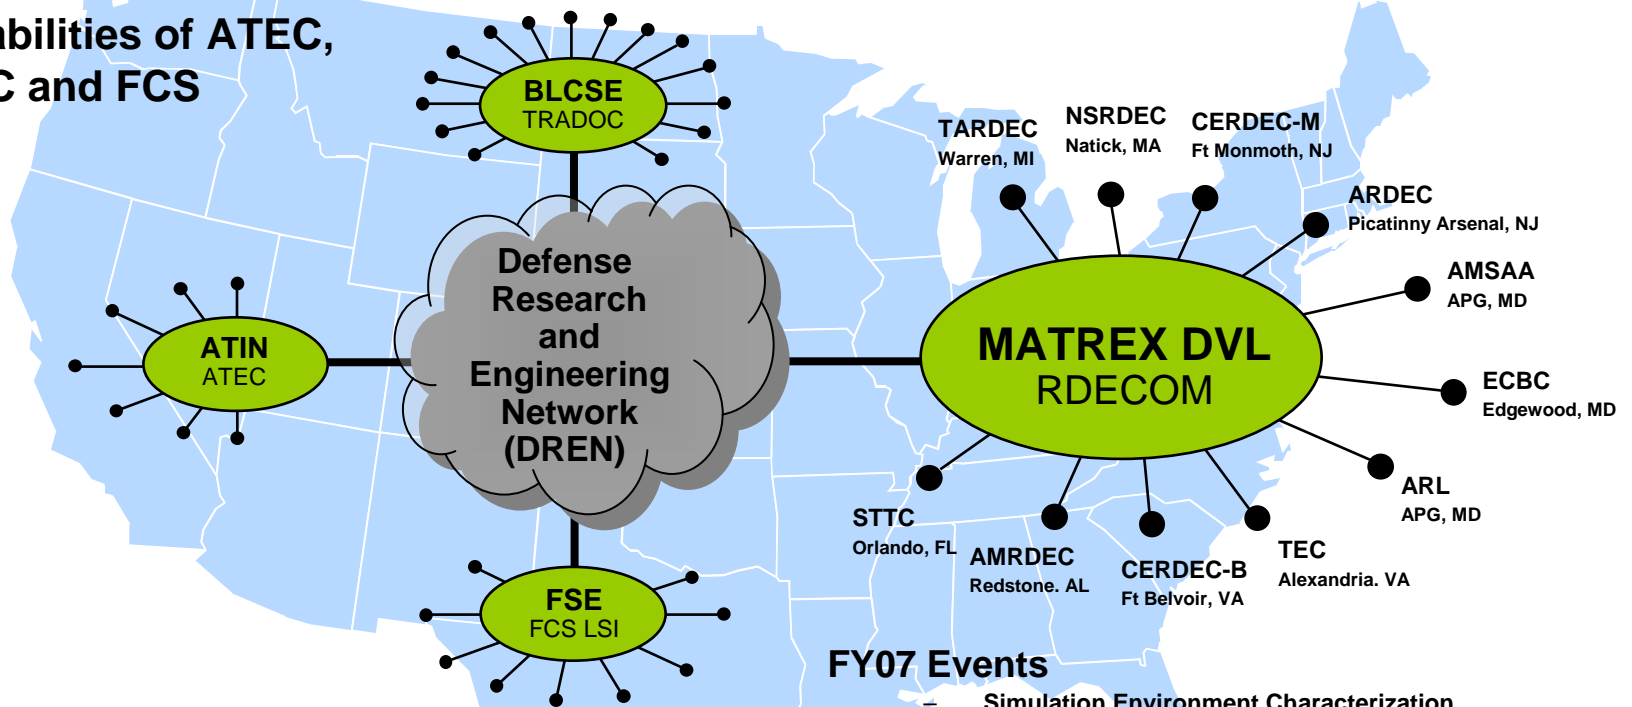 abilities of ATEC,
C and FCS
BLCSE
TRADOC
TARDEC
Warren, MI
NSRDEC
Natick, MA
CERDEC-M
Ft Monmoth, NJ
ARDEC
Picatinny Arsenal, NJ
AMSAA
APG, MD
Defense
Research
and
Engineering
Network
(DREN)
ATIN
ATEC
MATREX DVL
RDECOM
ECBC
Edgewood, MD
ARL
APG, MD
STTC
Orlando, FL
AMRDEC
Redstone. AL
CERDEC-B
Ft Belvoir, VA
TEC
Alexandria. VA
FSE
FCS LSI
FY07 Events
– Simulation Environment Characterization